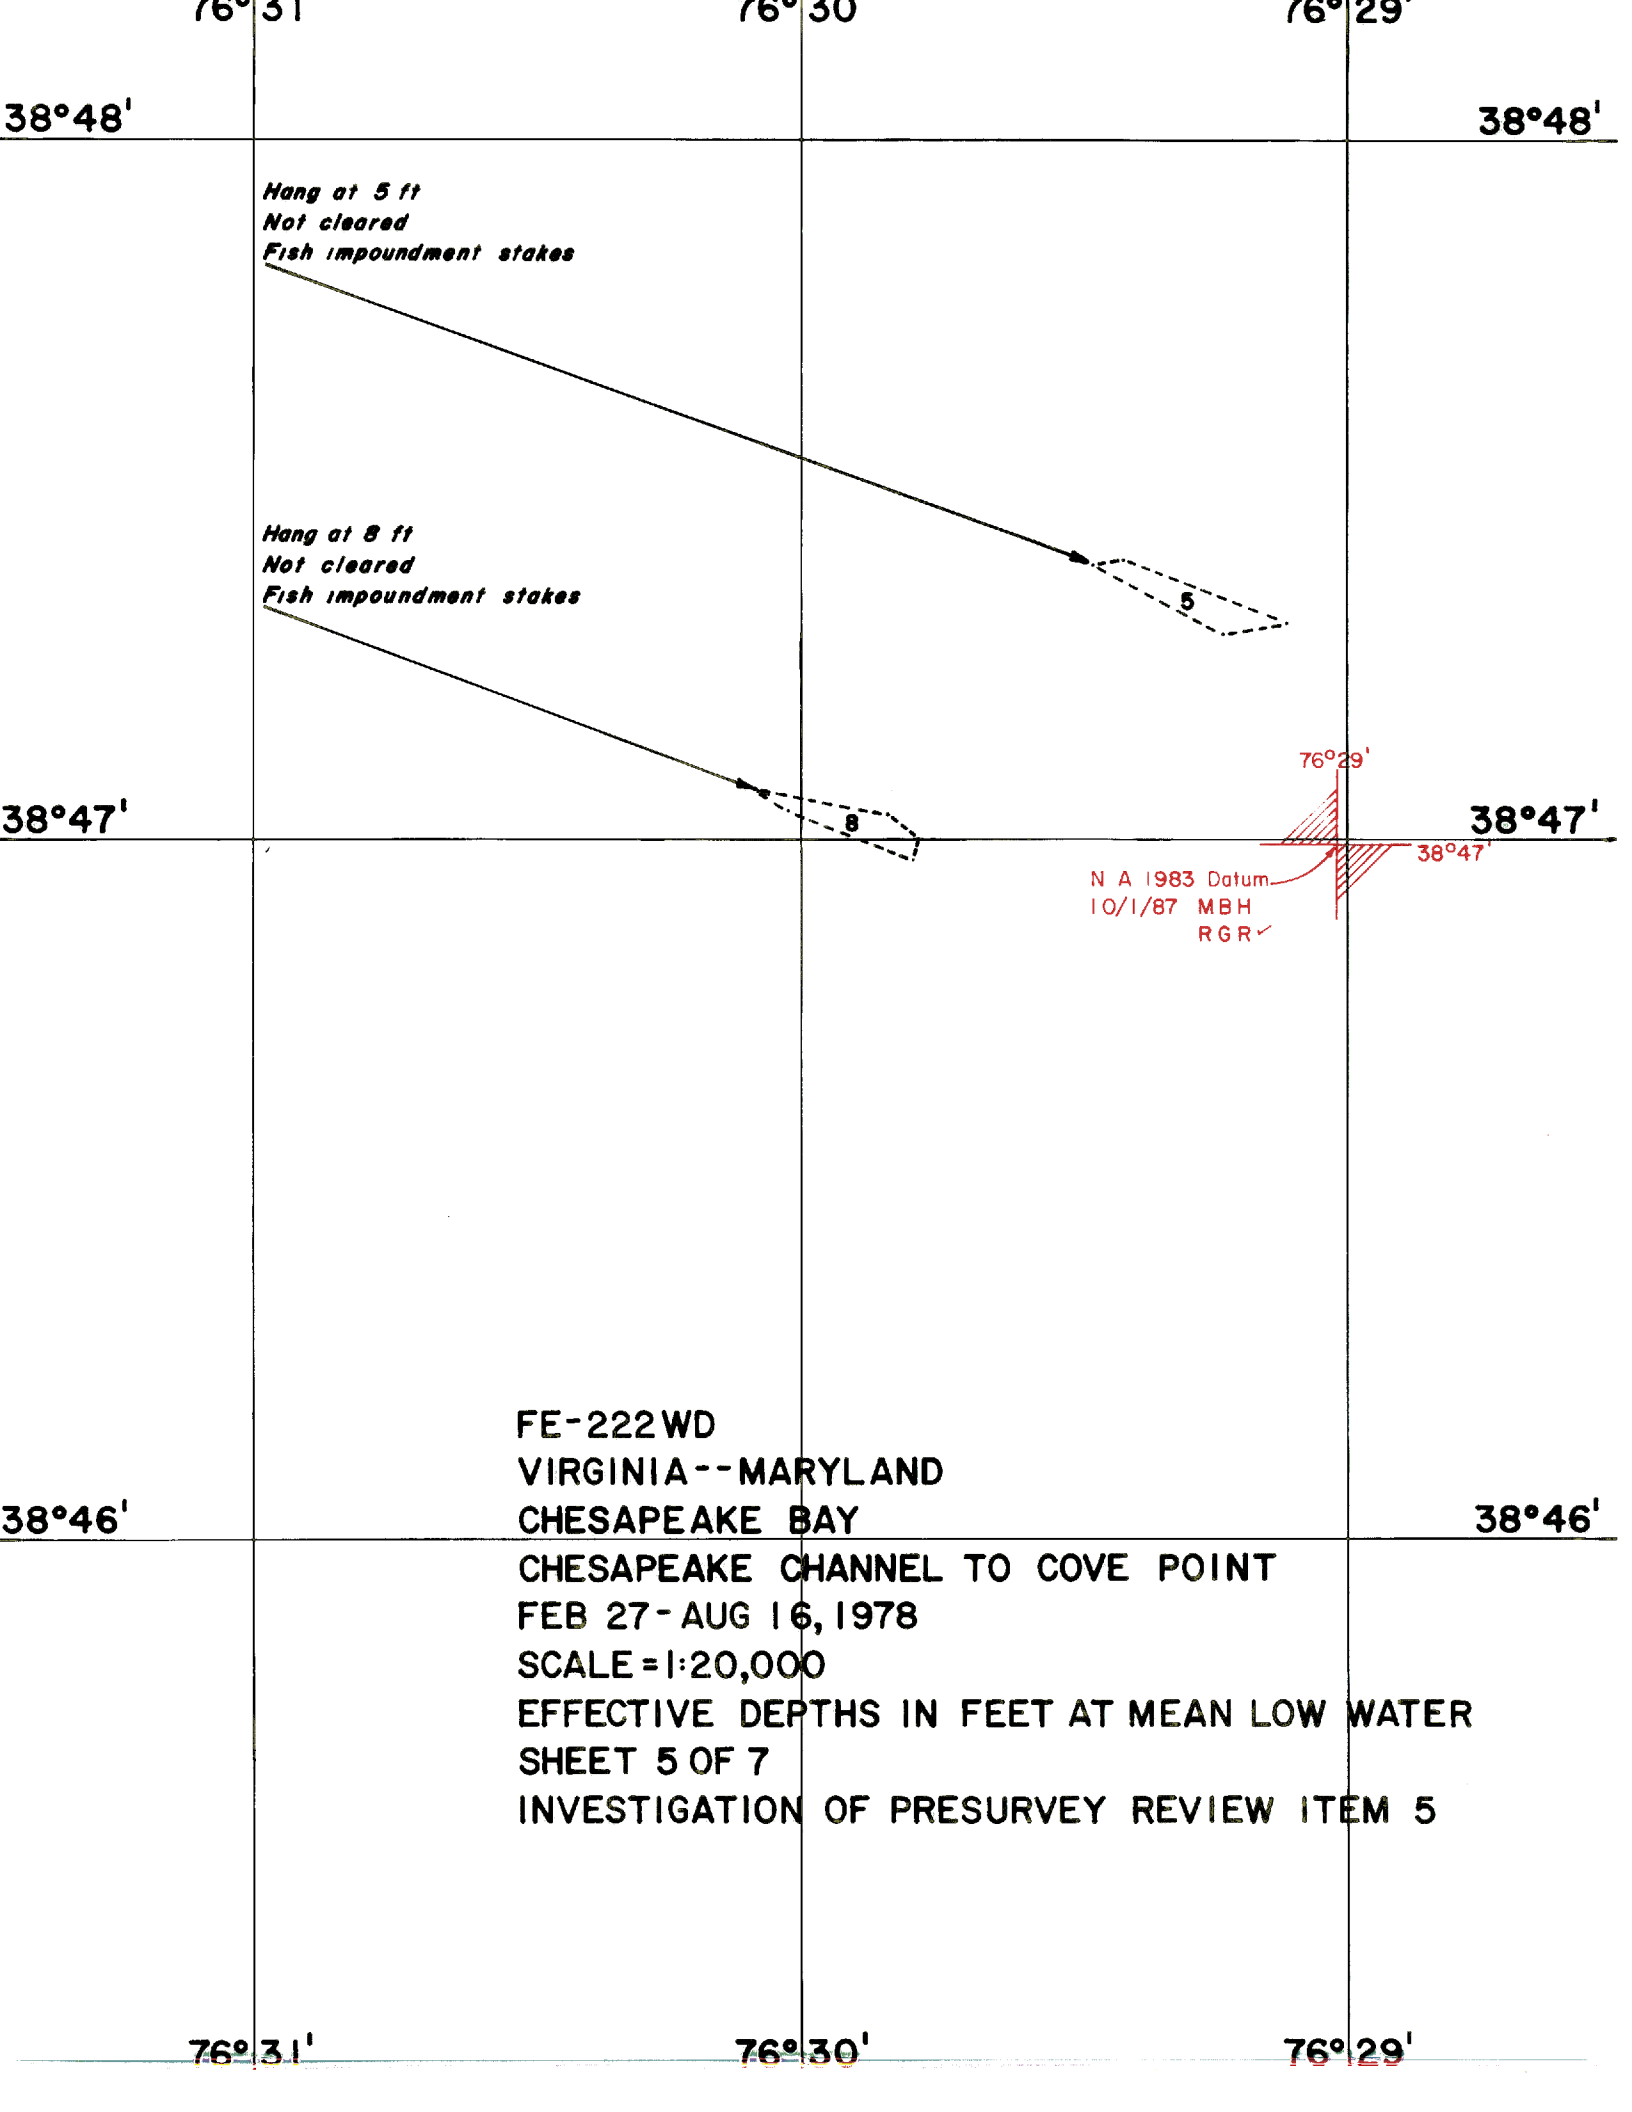 76°31
76°30
76°29'
38°48'
38°48'
Hang at 5 ft
Not cleared
Fish impoundment stakes
Hang at 8 ft
Not cleared
Fish impoundment stakes
5
76°29'
38°47'
8
38°47'
38°47'
N A 1983 Datum
10/1/87 MBH
RGR✓
FE-222WD
VIRGINIA--MARYLAND
38°46'
CHESAPEAKE BAY
38°46'
CHESAPEAKE CHANNEL TO COVE POINT
FEB 27-AUG 16, 1978
SCALE=1:20,000
EFFECTIVE DEPTHS IN FEET AT MEAN LOW WATER
SHEET 5 OF 7
INVESTIGATION OF PRESURVEY REVIEW ITEM 5
76°31'
76°30'
76°29'